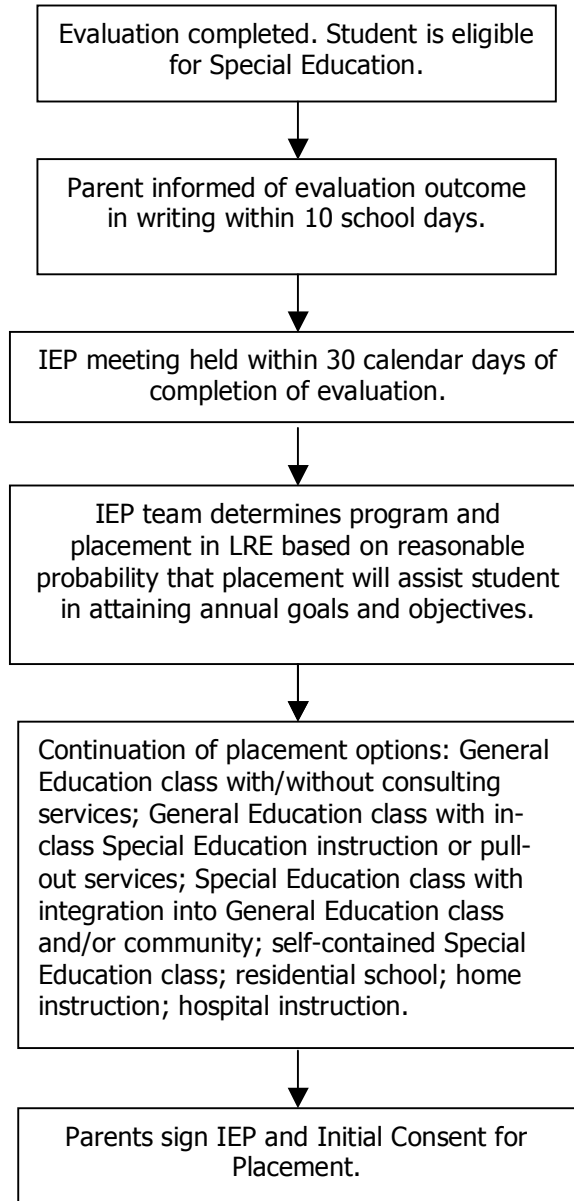 Evaluation completed. Student is eligible
for Special Education.
Parent informed of evaluation outcome
in writing within 10 school days.
IEP meeting held within 30 calendar days of
completion of evaluation.
IEP team determines program and
placement in LRE based on reasonable
probability that placement will assist student
in attaining annual goals and objectives.
Continuation of placement options: General
Education class with/without consulting
services; General Education class with in-
class Special Education instruction or pull-
out services; Special Education class with
integration into General Education class
and/or community; self-contained Special
Education class; residential school; home
instruction; hospital instruction.
Parents sign IEP and Initial Consent for
Placement.